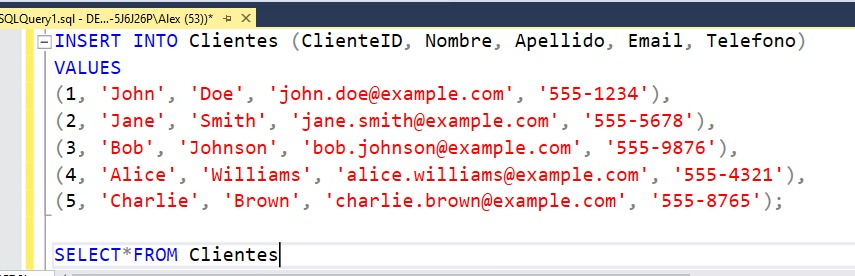 SQLQuery1.sql - DE...-5J6J26P\Alex (53))*
INSERT INTO Clientes (ClienteID, Nombre, Apellido, Email, Telefono)
VALUES
(1, 'John', 'Doe', 'john.doe@example.com', '555-1234'),
(2, 'Jane', 'Smith', 'jane.smith@example.com', '555-5678'),
(3, 'Bob', 'Johnson', 'bob.johnson@example.com', '555-9876'),
(4, 'Alice', 'Williams', 'alice.williams@example.com', '555-4321'),
(5, 'Charlie', 'Brown', 'charlie.brown@example.com', '555-8765');
SELECT*FROM Clientes